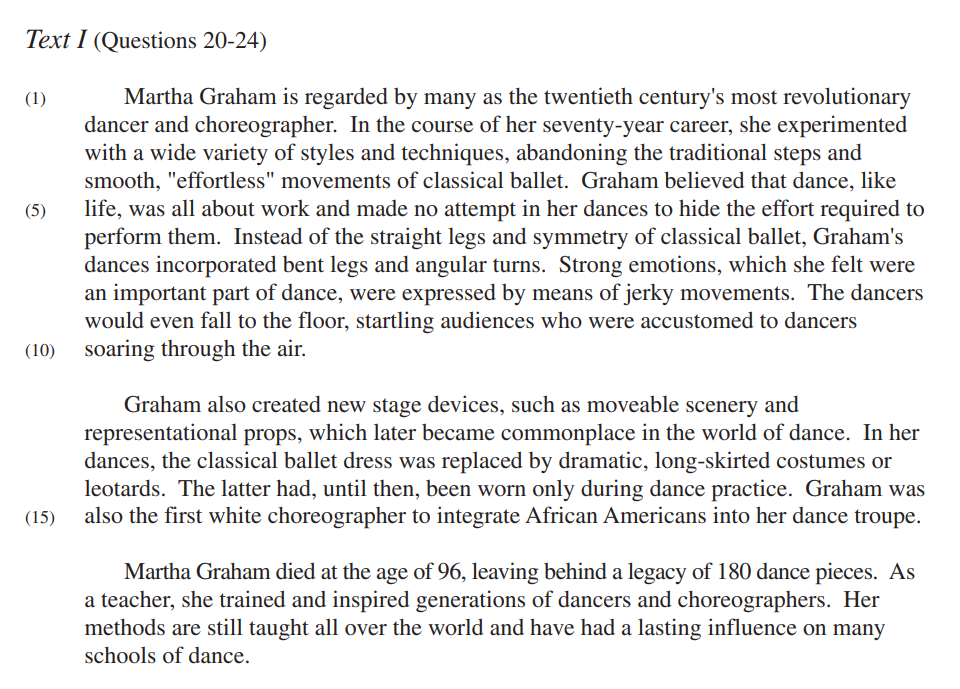 Text I (Questions 20-24)
(1) Martha Graham is regarded by many as the twentieth century's most revolutionary
dancer and choreographer. In the course of her seventy-year career, she experimented
with a wide variety of styles and techniques, abandoning the traditional steps and
smooth, "effortless" movements of classical ballet. Graham believed that dance, like
(5) life, was all about work and made no attempt in her dances to hide the effort required to
perform them. Instead of the straight legs and symmetry of classical ballet, Graham's
dances incorporated bent legs and angular turns. Strong emotions, which she felt were
an important part of dance, were expressed by means of jerky movements. The dancers
would even fall to the floor, startling audiences who were accustomed to dancers
(10) soaring through the air.
Graham also created new stage devices, such as moveable scenery and
representational props, which later became commonplace in the world of dance. In her
dances, the classical ballet dress was replaced by dramatic, long-skirted costumes or
leotards. The latter had, until then, been worn only during dance practice. Graham was
(15) also the first white choreographer to integrate African Americans into her dance troupe.
Martha Graham died at the age of 96, leaving behind a legacy of 180 dance pieces. As
a teacher, she trained and inspired generations of dancers and choreographers. Her
methods are still taught all over the world and have had a lasting influence on many
schools of dance.